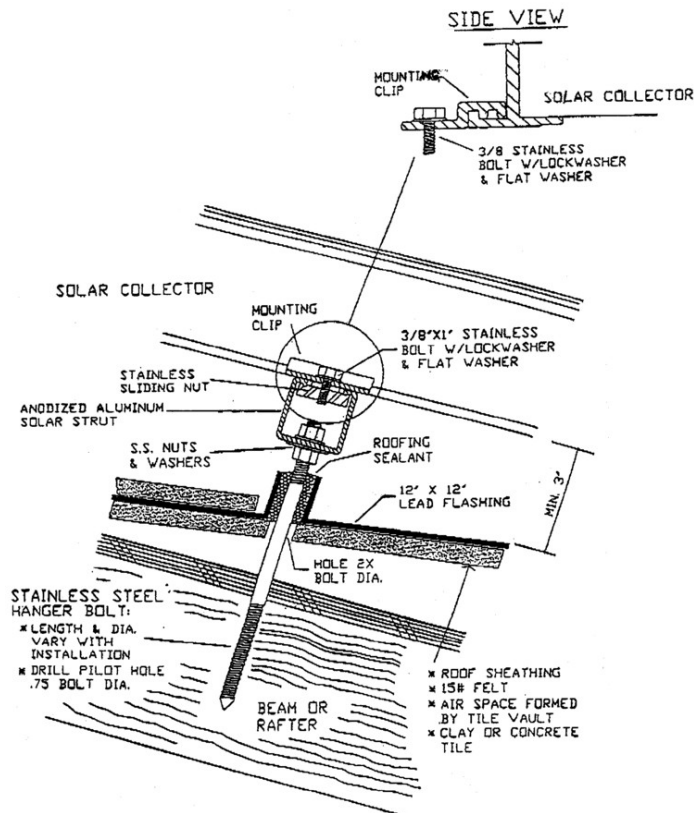 SIDE VIEW
MOUNTING
CLIP
SOLAR COLLECTOR
3/8 STAINLESS
BOLT W/LOCKWASHER
& FLAT WASHER
SOLAR COLLECTOR
MOUNTING
CLIP
3/8"X1" STAINLESS
BOLT W/LOCKWASHER
& FLAT WASHER
STAINLESS
SLIDING NUT
ANODIZED ALUMINUM
SOLAR STRUT
S.S. NUTS
& WASHERS
ROOFING
SEALANT
12" X 12"
LEAD FLASHING
MIN. 3"
HOLE 2X
BOLT DIA.
STAINLESS STEEL
HANGER BOLT:
* LENGTH & DIA.
VARY WITH
INSTALLATION
* DRILL PILOT HOLE
.75 BOLT DIA.
BEAM OR
RAFTER
* ROOF SHEATHING
* 15# FELT
* AIR SPACE FORMED
BY TILE VAULT
* CLAY OR CONCRETE
TILE